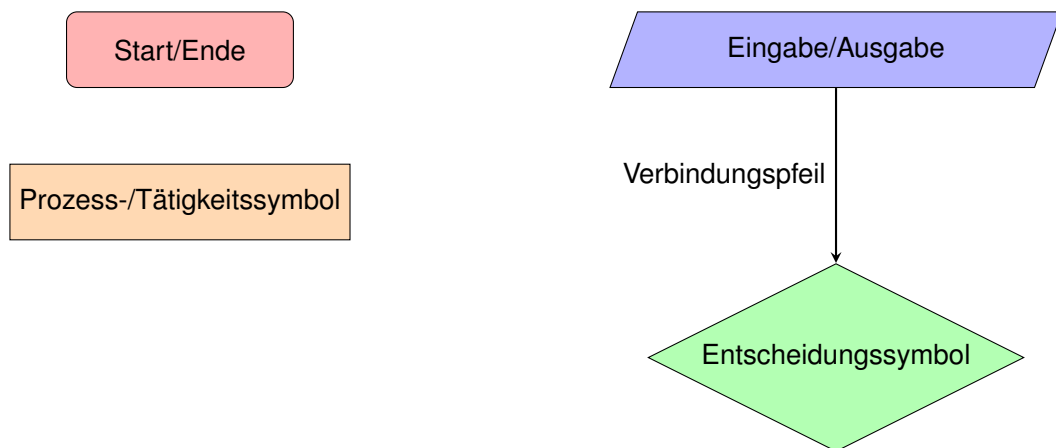 Start/Ende
Eingabe/Ausgabe
Verbindungspfeil
Prozess-/Tätigkeitssymbol
Entscheidungssymbol